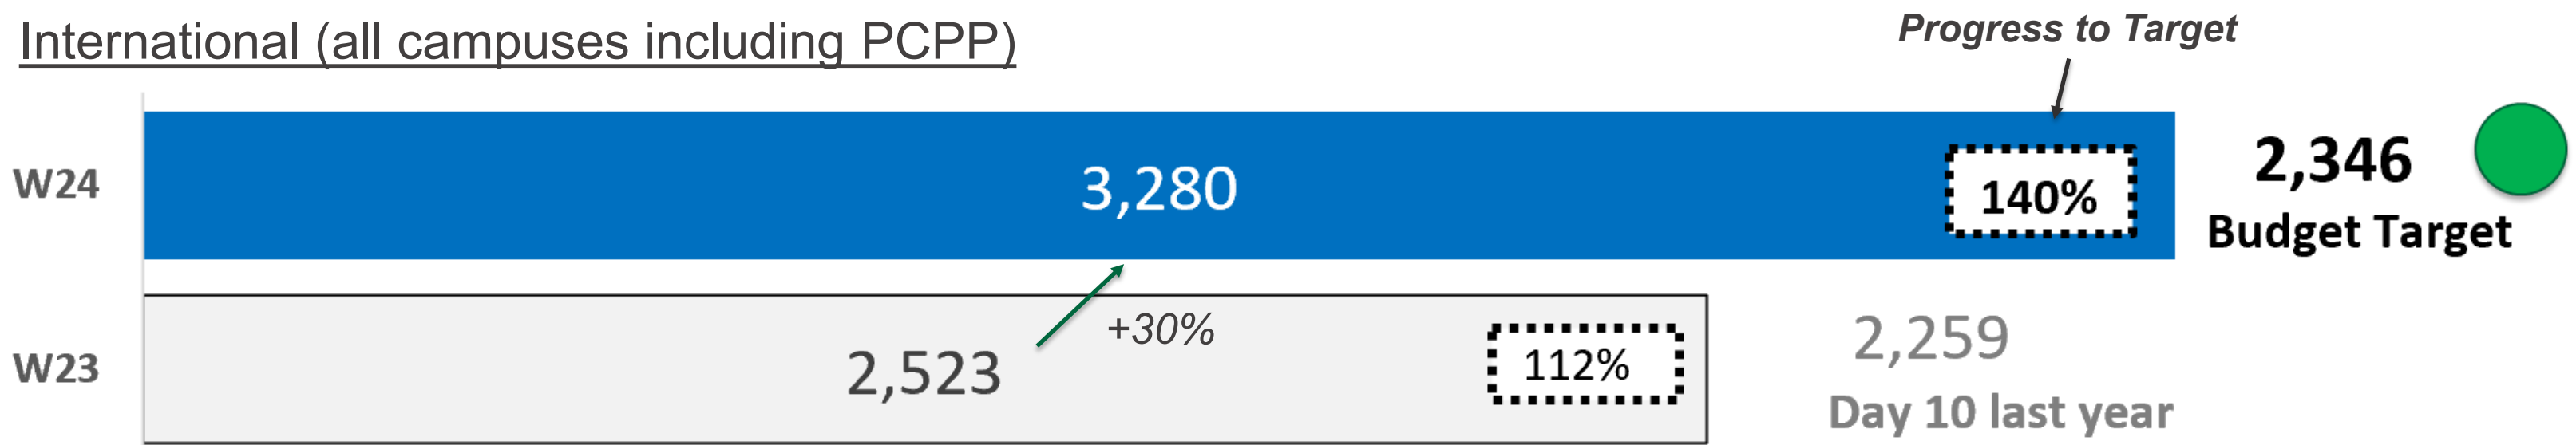 International (all campuses including PCPP)
Progress to Target
W24
3,280
140%
2,346
Budget Target
+30%
W23
2,523
112%
2,259
Day 10 last year